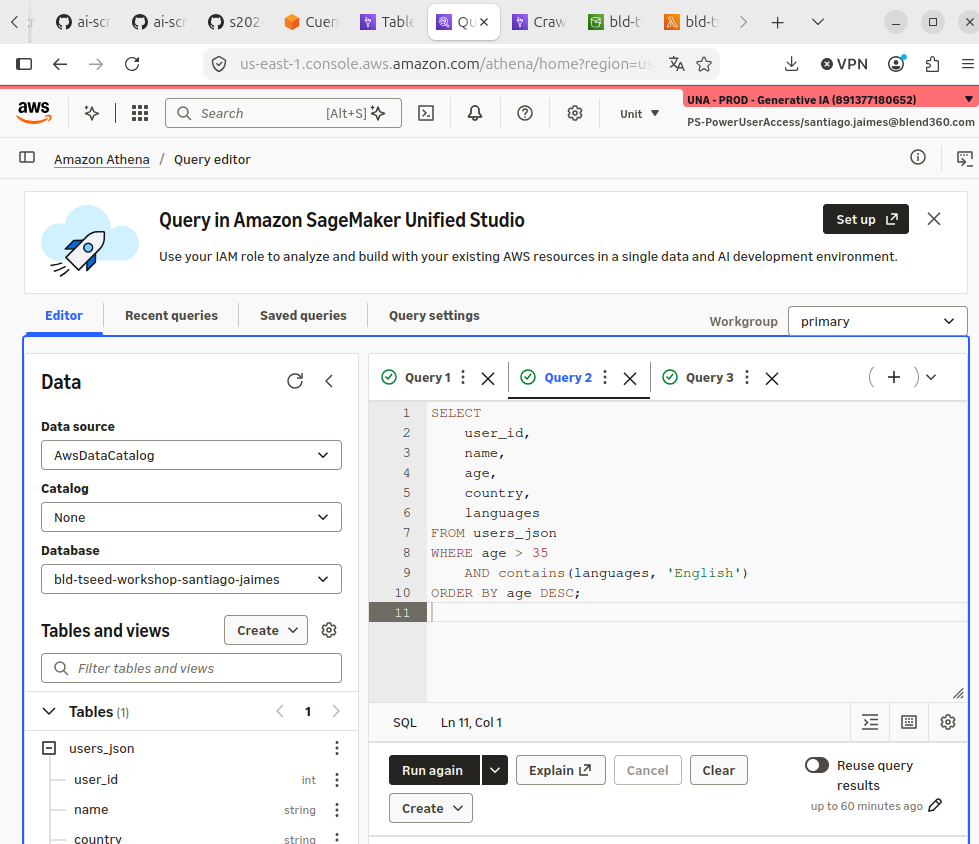 ai-scr
ai-scr
s202
Cuen
Table
Qu
Craw
bld-ts
bld-ts
us-east-1.console.aws.amazon.com/athena/home?region=us
VPN
aws
Search
[Alt+S]
Unit
UNA - PROD - Generative IA (891377180652)
PS-PowerUserAccess/santiago.jaimes@blend360.com
Amazon Athena / Query editor
Query in Amazon SageMaker Unified Studio
Set up
Use your IAM role to analyze and build with your existing AWS resources in a single data and AI development environment.
Editor
Recent queries
Saved queries
Query settings
Workgroup
primary
Data
Data source
AwsDataCatalog
Catalog
None
Database
bld-tseed-workshop-santiago-jaimes
Tables and views
Create
Filter tables and views
Tables (1)
1
users_json
user_id
int
name
string
country
string
Query 1
Query 2
Query 3
1 SELECT
2 user_id,
3 name,
4 age,
5 country,
6 languages
7 FROM users_json
8 WHERE age > 35
9 AND contains(languages, 'English')
10 ORDER BY age DESC;
11
SQL
Ln 11, Col 1
Run again
Explain
Cancel
Clear
Create
Reuse query
results
up to 60 minutes ago